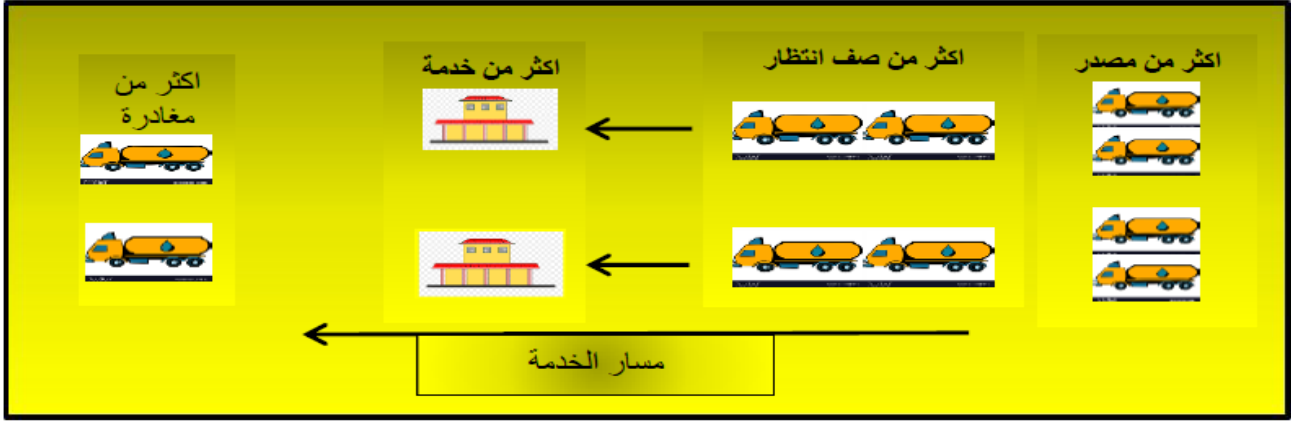 اكثر من مصدر
اكثر من صف انتظار
اكثر من خدمة
اكثر من
مغادرة
مسار الخدمة